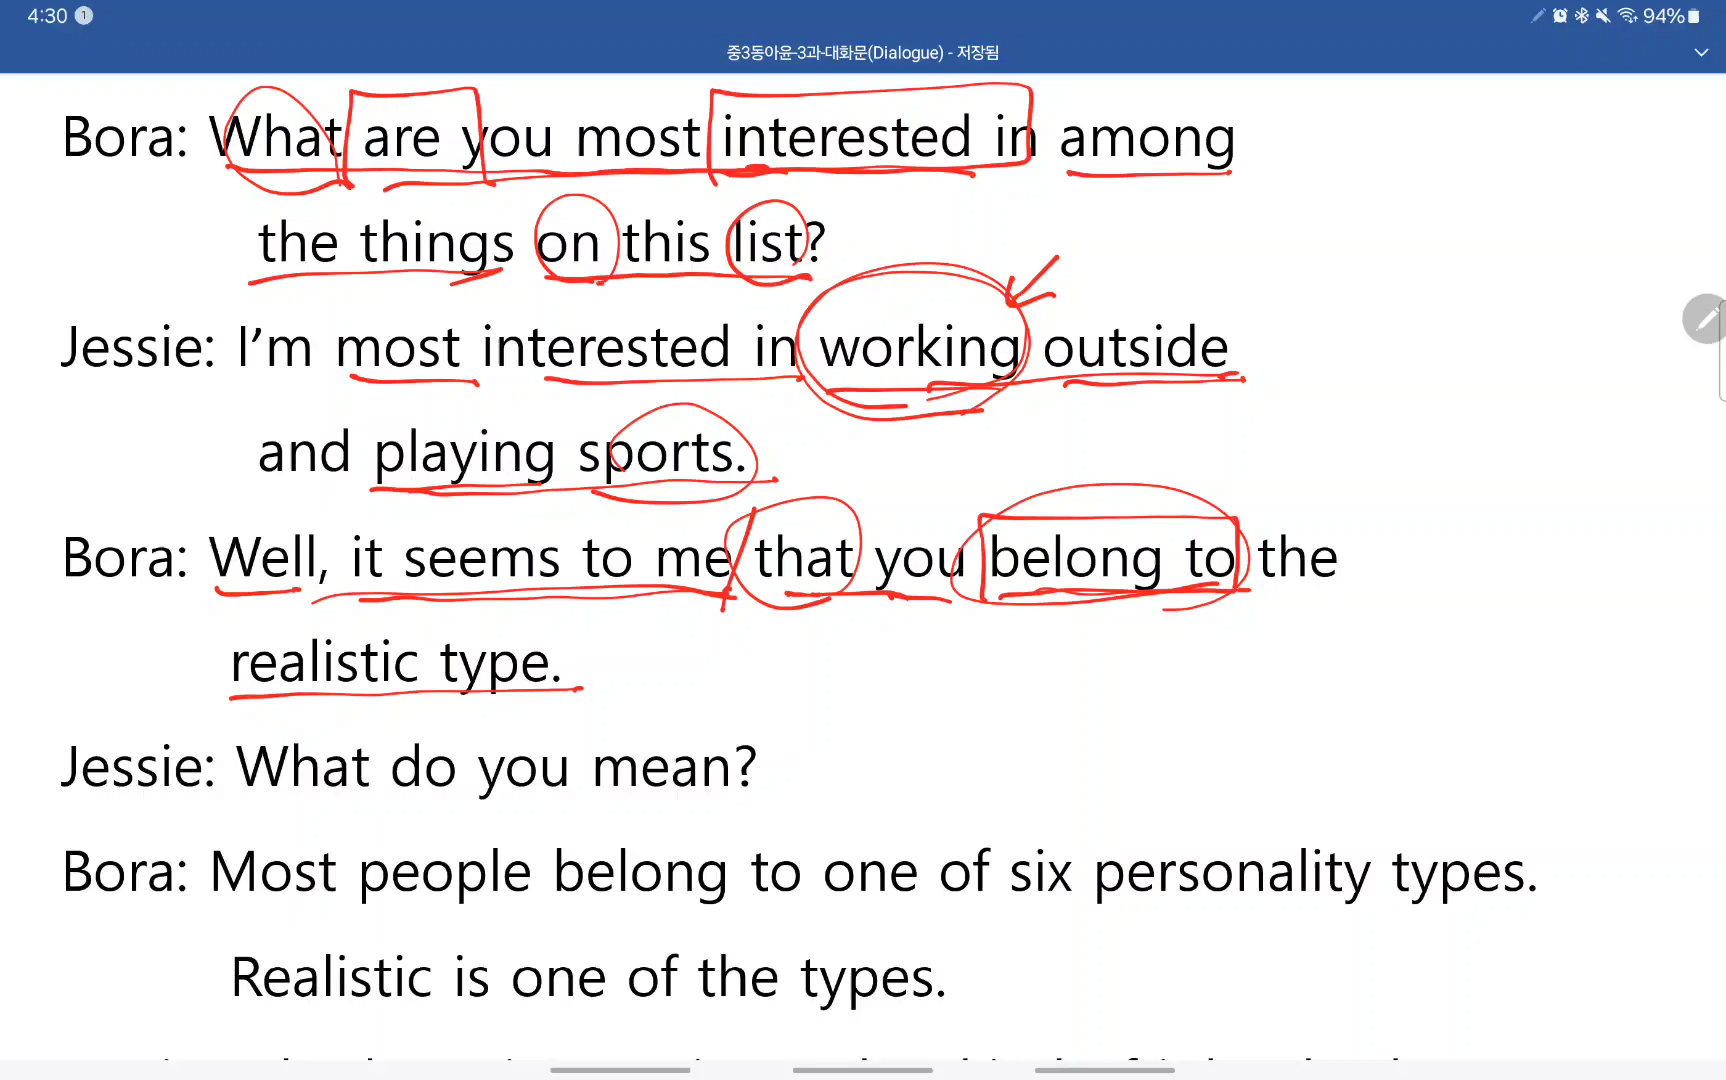 4:30 1 94%
중3동아윤-3과-대화문(Dialogue) - 저장됨
Bora: What are you most interested in among
the things on this list?
Jessie: I’m most interested in working outside
and playing sports.
Bora: Well, it seems to me that you belong to the
realistic type.
Jessie: What do you mean?
Bora: Most people belong to one of six personality types.
Realistic is one of the types.